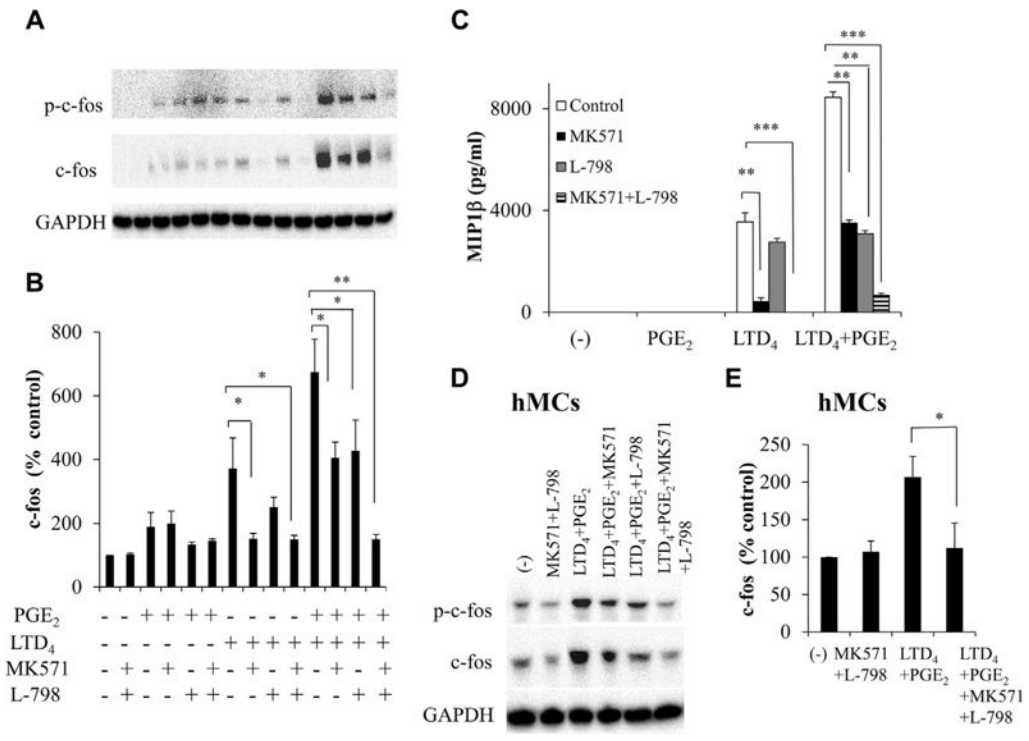 A
p-c-fos
c-fos
GAPDH
B
c-fos (% control)
800
600
400
200
0
*
*
*
*
**
PGE2 - - + + + + - - - - + + + +
LTD4 - - - - - - + + + + + + + +
MK571 - + - + - + - + - + - + - +
L-798 - + - - + + - - + + - - + +
C
MIP1β (pg/ml)
8000
4000
0
Control
MK571
L-798
MK571+L-798
**
***
***
**
**
(-) PGE2 LTD4 LTD4+PGE2
D
hMCs
(-)
MK571+L-798
LTD4+PGE2
LTD4+PGE2+MK571
LTD4+PGE2+L-798
LTD4+PGE2+MK571
+L-798
p-c-fos
c-fos
GAPDH
E
hMCs
c-fos (% control)
250
200
150
100
50
0
*
(-)
MK571
+L-798
LTD4
+PGE2
LTD4
+PGE2
+MK571
+L-798